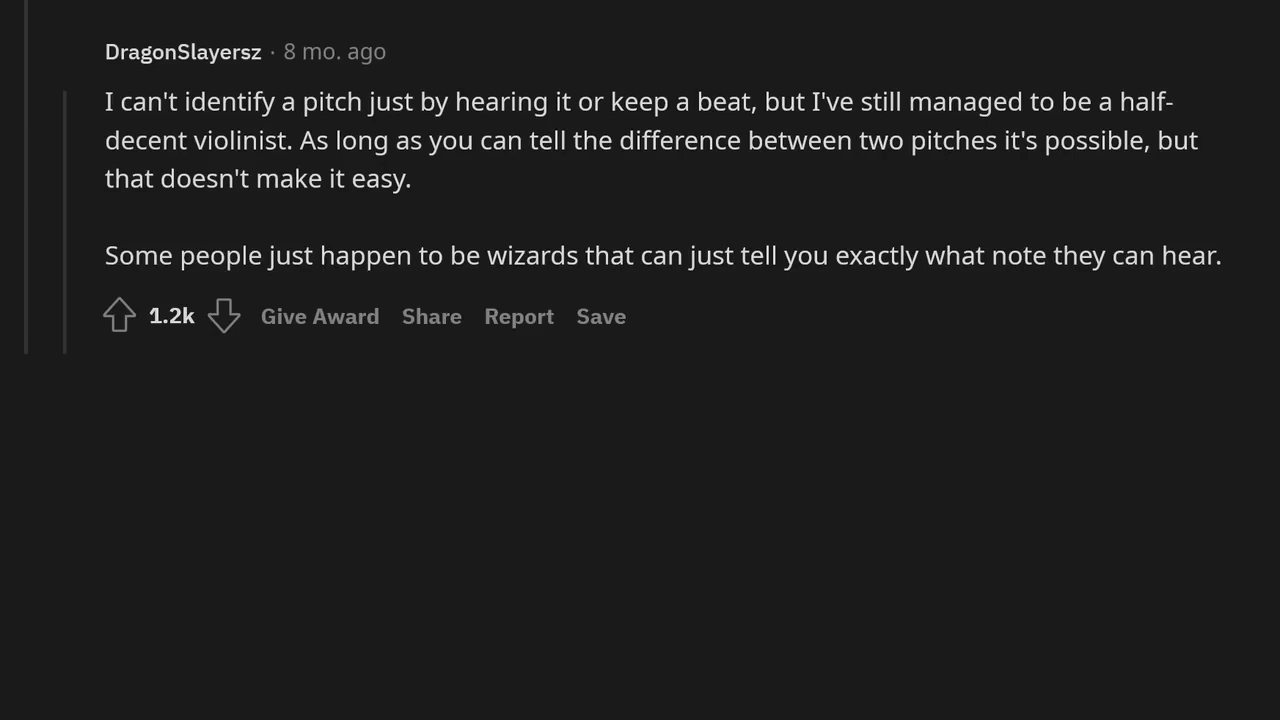 DragonSlayersz · 8 mo. ago
I can't identify a pitch just by hearing it or keep a beat, but I've still managed to be a half-
decent violinist. As long as you can tell the difference between two pitches it's possible, but
that doesn't make it easy.
Some people just happen to be wizards that can just tell you exactly what note they can hear.
1.2k Give Award Share Report Save